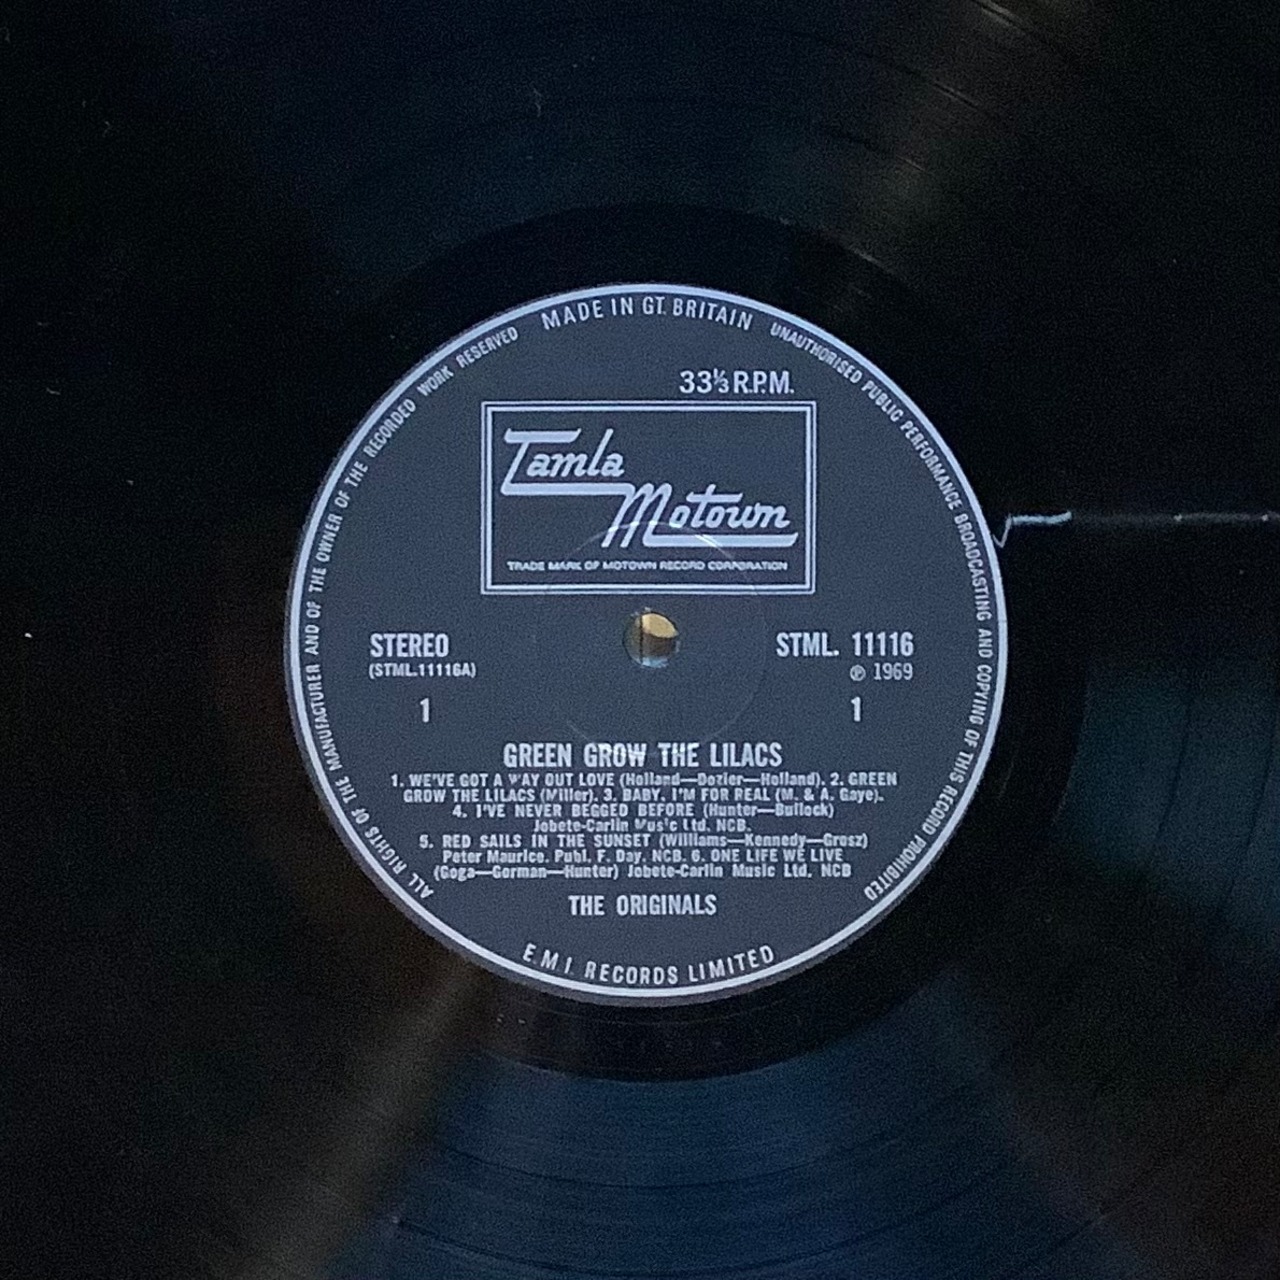 MADE IN GT. BRITAIN
UNAUTHORISED PUBLIC PERFORMANCE BROADCASTING AND COPYING OF THIS RECORD PROHIBITED
ALL RIGHTS OF THE MANUFACTURER AND OF THE OWNER OF THE RECORDED WORK RESERVED
33⅓ R.P.M.
Tamla
Motown
TRADE MARK OF MOTOWN RECORD CORPORATION
STEREO
(STML.11116A)
1
STML. 11116
℗ 1969
1
GREEN GROW THE LILACS
1. WE'VE GOT A WAY OUT LOVE (Holland—Dozier—Holland). 2. GREEN
GROW THE LILACS (Miller). 3. BABY, I'M FOR REAL (M. & A. Gaye).
4. I'VE NEVER BEGGED BEFORE (Hunter—Bullock)
Jobete-Carlin Music Ltd. NCB.
5. RED SAILS IN THE SUNSET (Williams—Kennedy—Grosz)
Peter Maurice. Publ. F. Day. NCB. 6. ONE LIFE WE LIVE
(Goga—Gorman—Hunter) Jobete-Carlin Music Ltd. NCB
THE ORIGINALS
E.M.I. RECORDS LIMITED